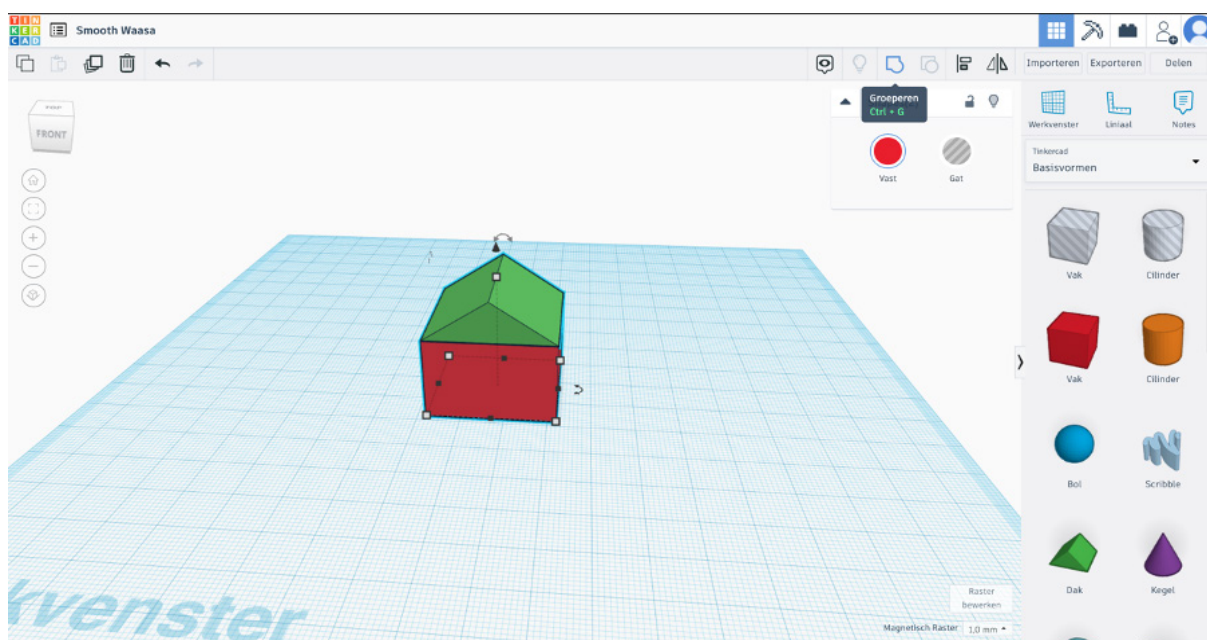 TIN
KER
CAD
Smooth Waasa
Importeren Exporteren Delen
Groeperen
Ctrl + G
Vast Gat
TOP
FRONT
Werkvenster Liniaal Notes
Tinkercad
Basisvormen
Vak Cilinder
Vak Cilinder
Bol Scribble
Dak Kegel
kvenster
Raster
bewerken
Magnetisch Raster 1,0 mm